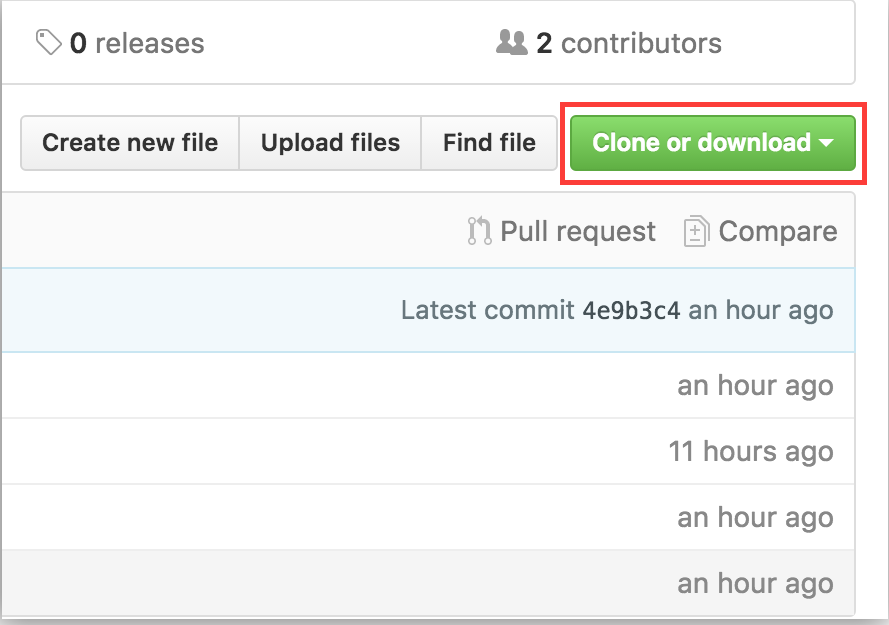 0 releases 2 contributors
Create new file Upload files Find file Clone or download
Pull request Compare
Latest commit 4e9b3c4 an hour ago
an hour ago
11 hours ago
an hour ago
an hour ago